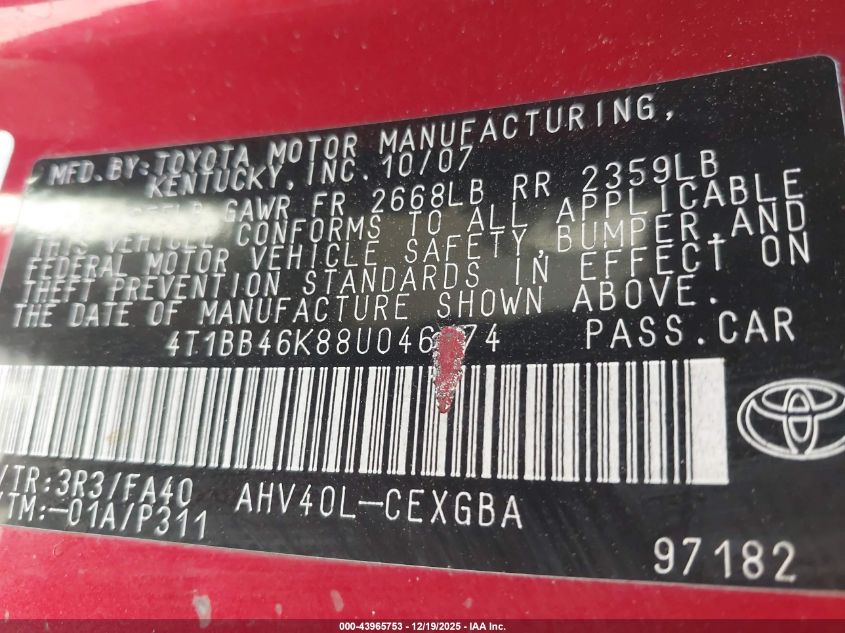 MFD. BY: TOYOTA MOTOR MANUFACTURING,
KENTUCKY, INC. 10/07
GAWR FR 2668LB RR 2359LB
THIS VEHICLE CONFORMS TO ALL APPLICABLE
FEDERAL MOTOR VEHICLE SAFETY, BUMPER, AND
THEFT PREVENTION STANDARDS IN EFFECT ON
THE DATE OF MANUFACTURE SHOWN ABOVE.
PASS. CAR
/TR:3R3/FA40
AHV40L-CEXGBA
/TM:-01A/P311
97182
000-43965753 - 12/19/2025 - IAA Inc.